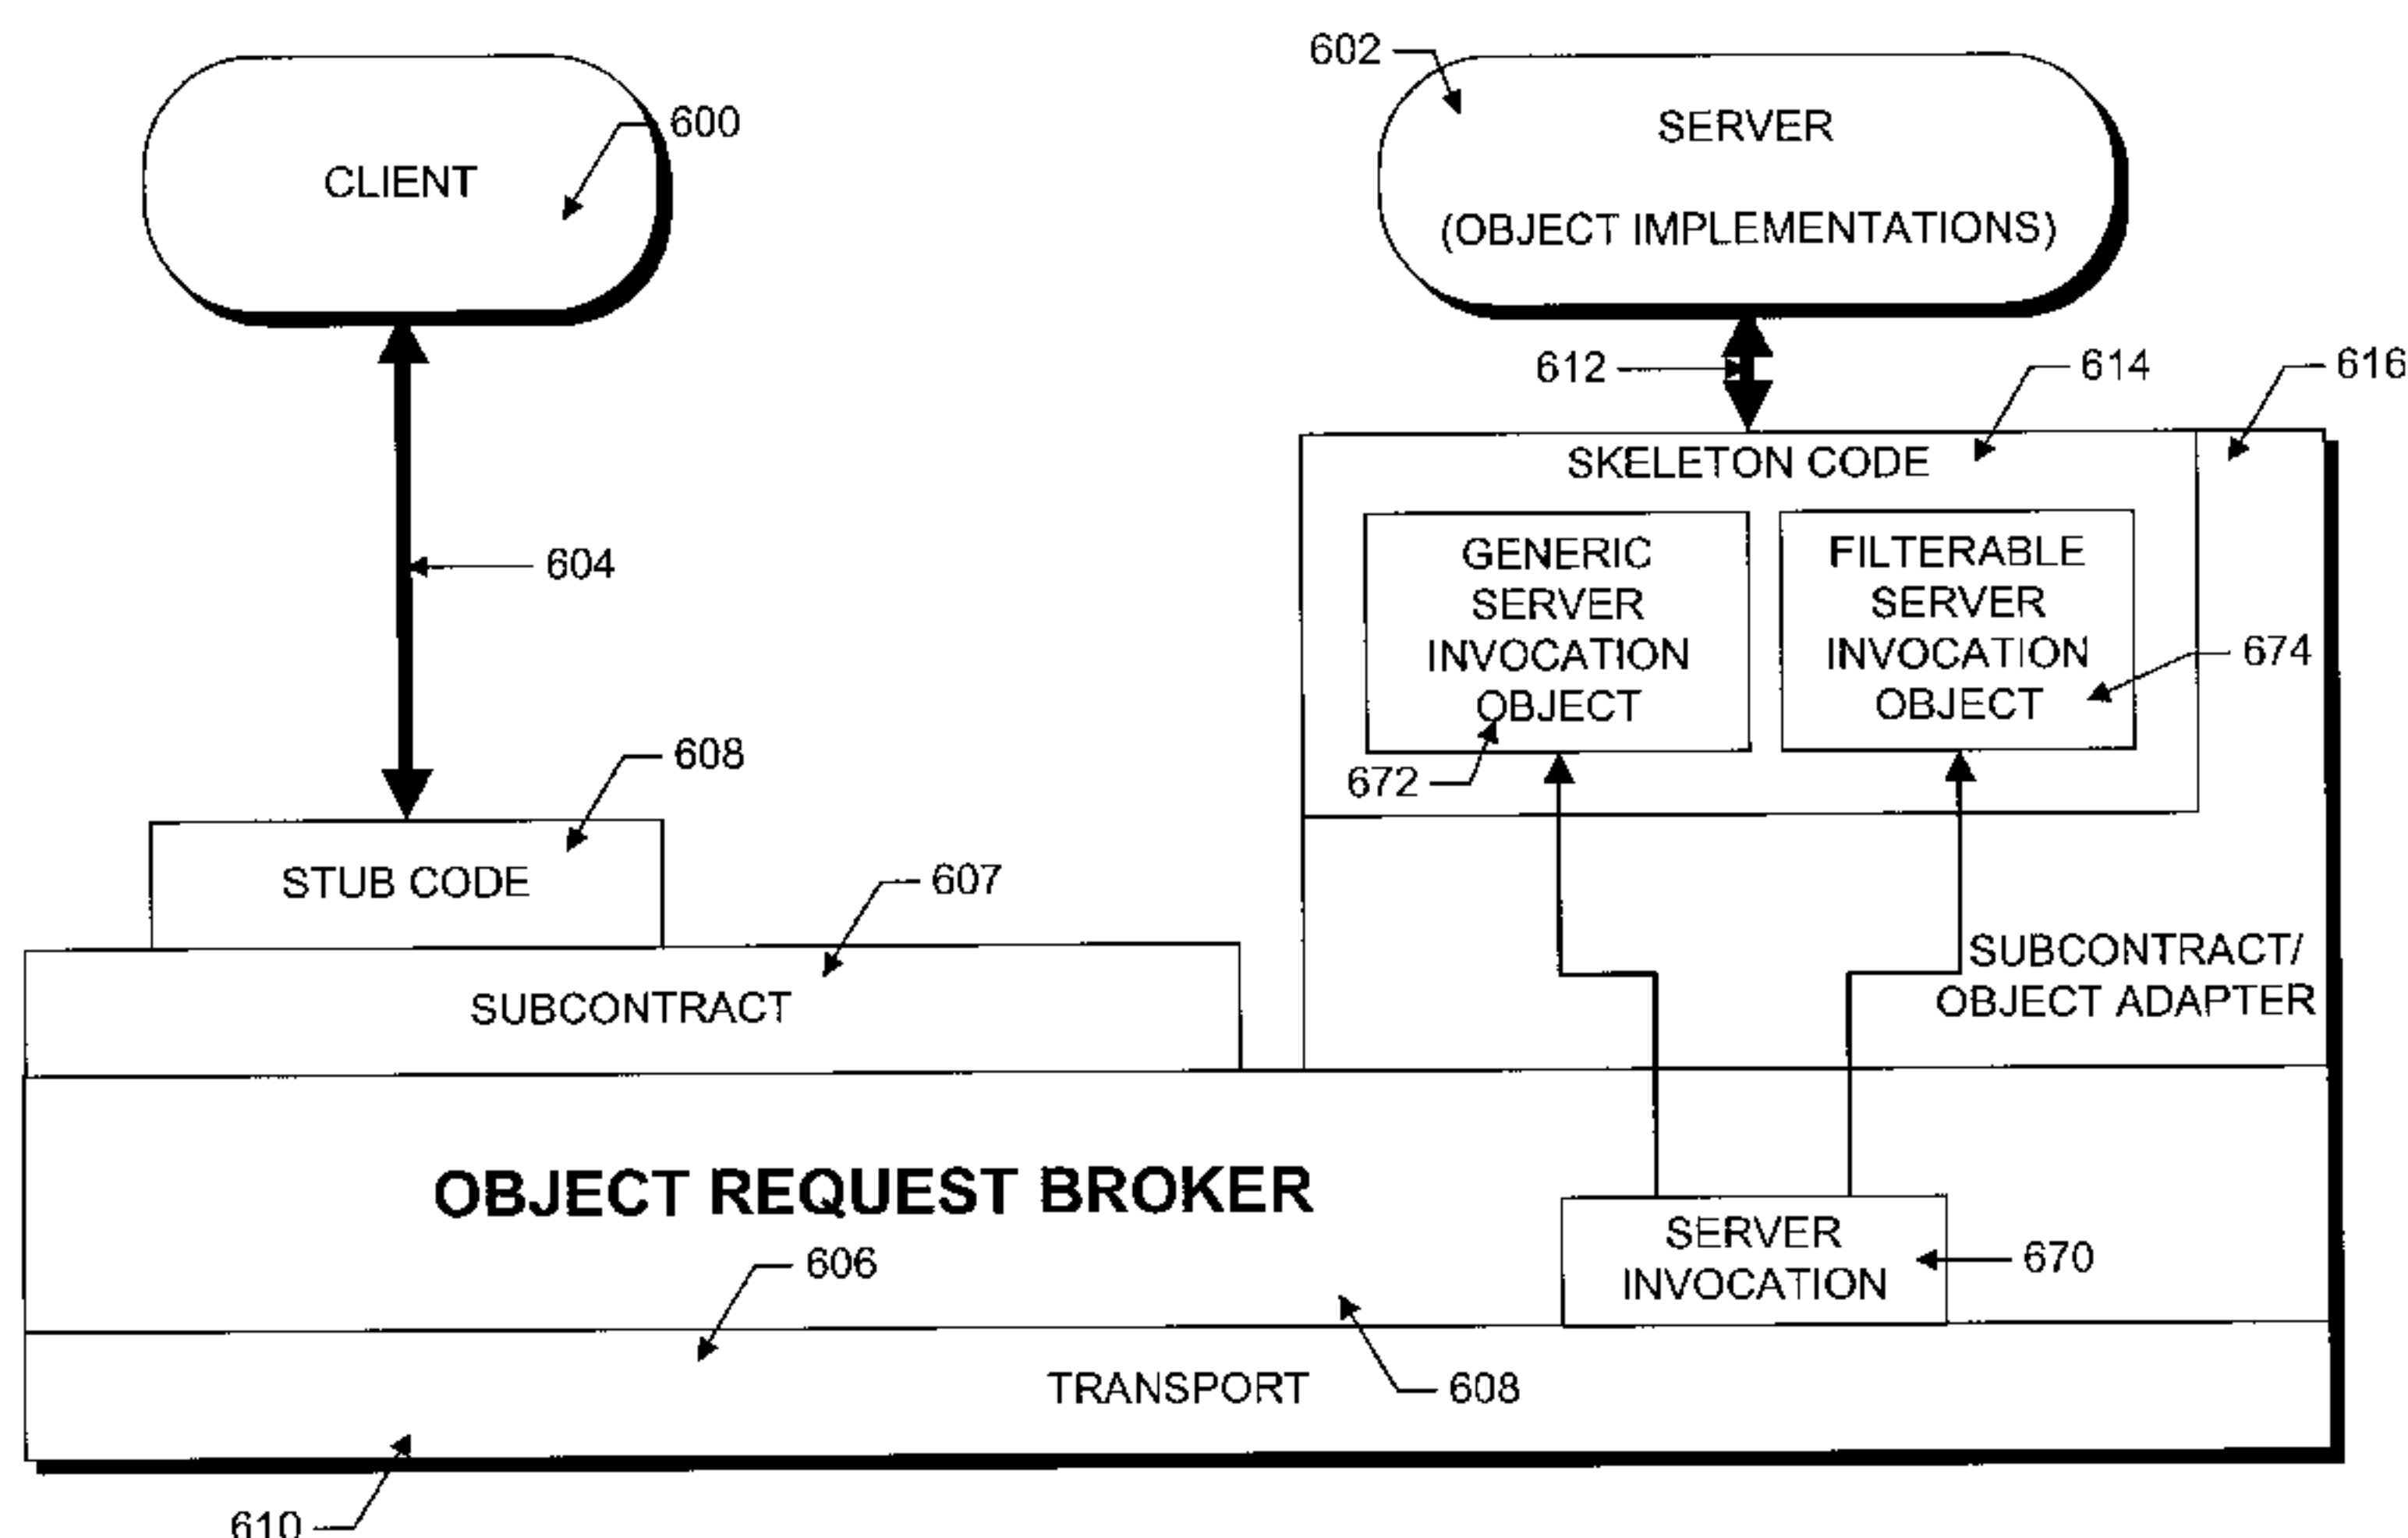 602
600
CLIENT
SERVER
(OBJECT IMPLEMENTATIONS)
612
614
616
604
SKELETON CODE
GENERIC
SERVER
INVOCATION
OBJECT
FILTERABLE
SERVER
INVOCATION
OBJECT
674
672
608
STUB CODE
607
SUBCONTRACT
SUBCONTRACT/
OBJECT ADAPTER
OBJECT REQUEST BROKER
606
SERVER
INVOCATION
670
TRANSPORT
608
610